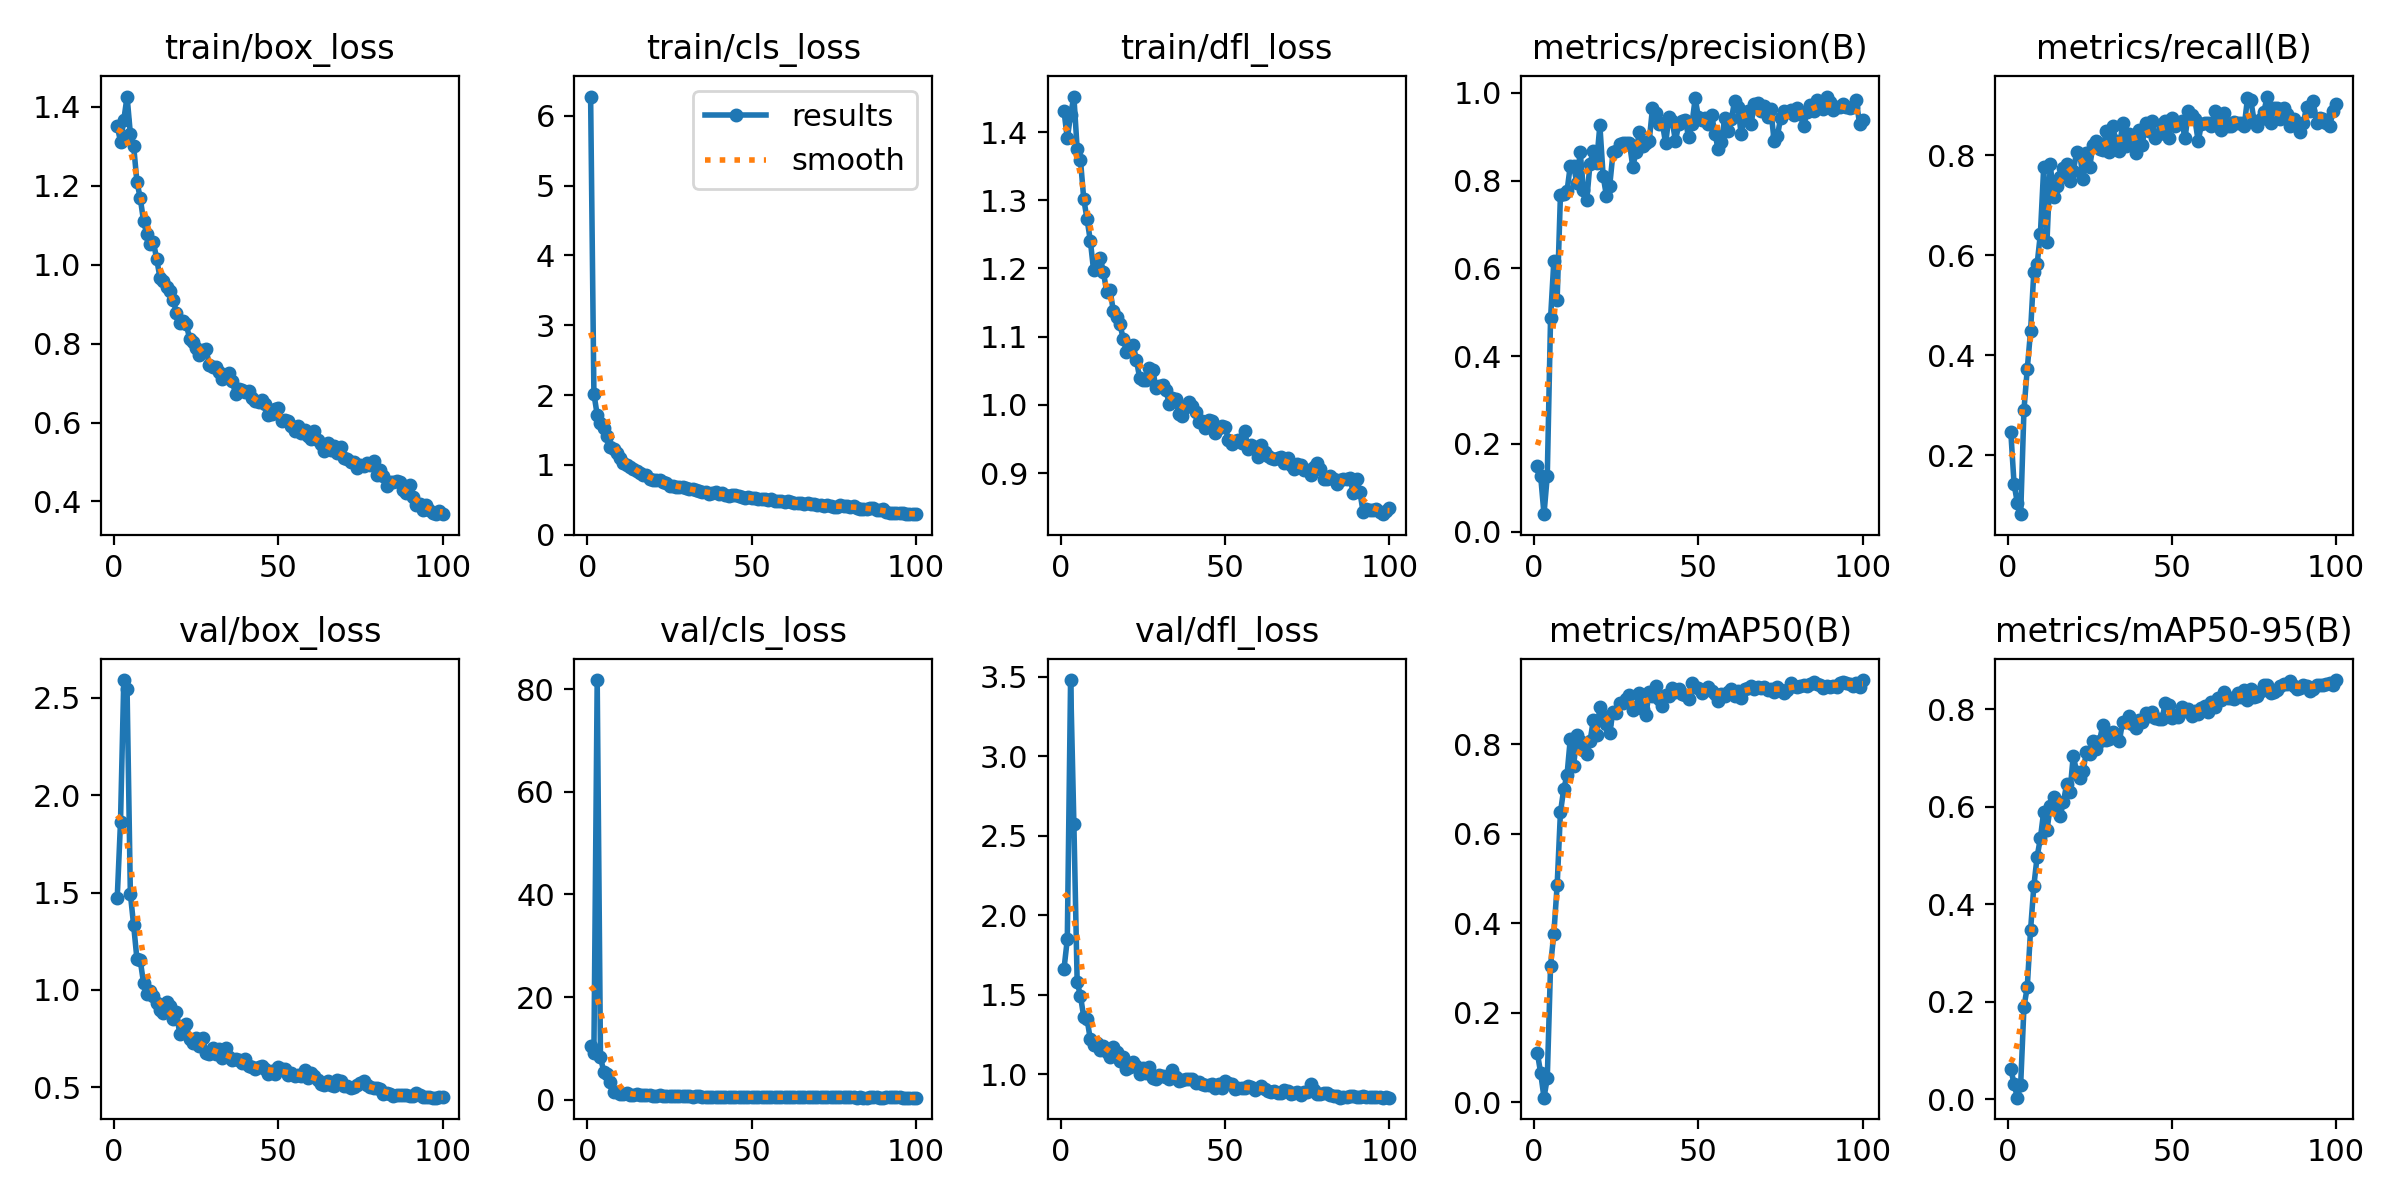 train/box_loss
1.4
1.2
1.0
0.8
0.6
0.4
0 50 100
train/cls_loss
results
smooth
6
5
4
3
2
1
0
0 50 100
train/dfl_loss
1.4
1.3
1.2
1.1
1.0
0.9
0 50 100
metrics/precision(B)
1.0
0.8
0.6
0.4
0.2
0.0
0 50 100
metrics/recall(B)
0.8
0.6
0.4
0.2
0 50 100
val/box_loss
2.5
2.0
1.5
1.0
0.5
0 50 100
val/cls_loss
80
60
40
20
0
0 50 100
val/dfl_loss
3.5
3.0
2.5
2.0
1.5
1.0
0 50 100
metrics/mAP50(B)
0.8
0.6
0.4
0.2
0.0
0 50 100
metrics/mAP50-95(B)
0.8
0.6
0.4
0.2
0.0
0 50 100